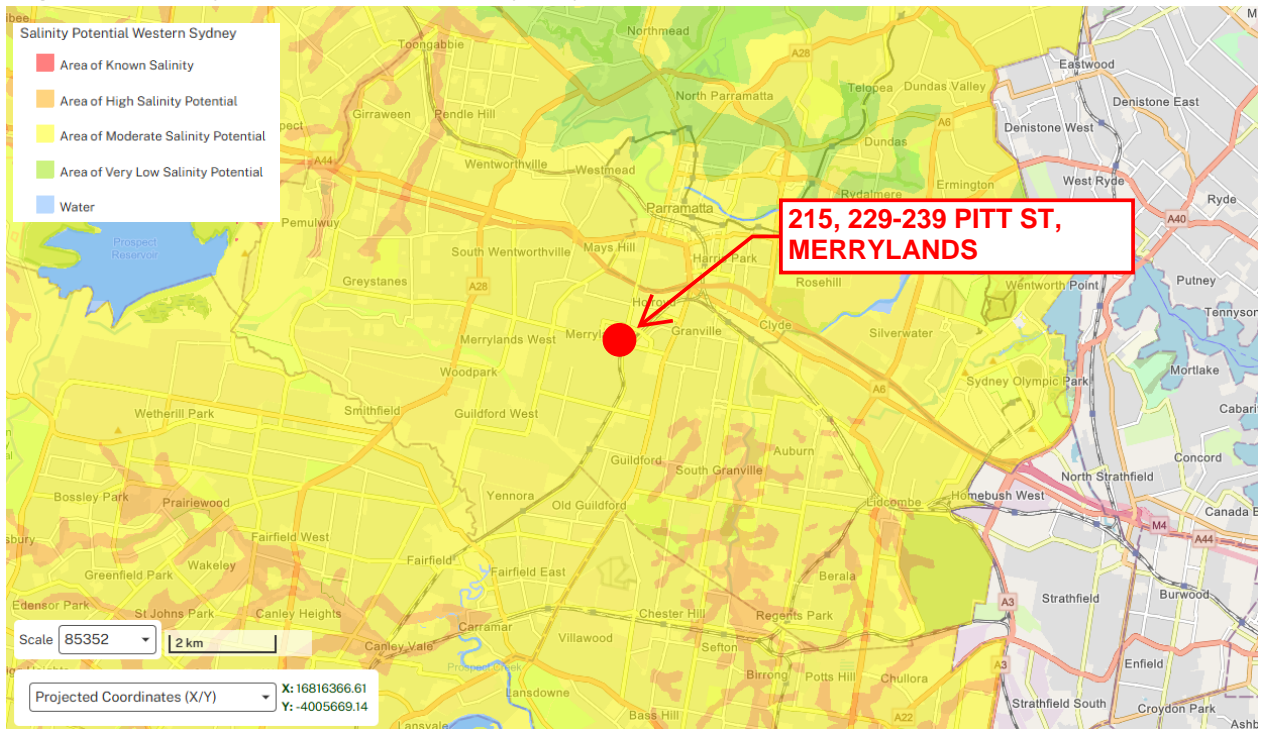 Salinity Potential Western Sydney
Area of Known Salinity
Area of High Salinity Potential
Area of Moderate Salinity Potential
Area of Very Low Salinity Potential
Water
Toongabbie
Northmead
A28
Eastwood
Girraween
Pendle Hill
North Parramatta
Telopea
Dundas Valley
Denistone East
A6
Denistone West
A44
Wentworthville
Westmead
Dundas
Ermington
West Ryde
Rydalmere
Ryde
Pemulwuy
Parramatta
215, 229-239 PITT ST,
MERRYLANDS
A40
Prospect
Reservoir
South Wentworthville
Mays Hill
Harris Park
Greystanes
A28
Rosehill
Wentworth Point
Putney
Tennyson
Merrylands West
Granville
Clyde
Silverwater
Woodpark
A6
Sydney Olympic Park
Mortlake
Wetherill Park
Smithfield
Guildford West
Auburn
Guildford
South Granville
Concord
North Strathfield
Bossley Park
Prairiewood
Yennora
Old Guildford
Lidcombe
Homebush West
M4
A44
Fairfield West
Wakeley
Greenfield Park
Fairfield
Fairfield East
Berala
Strathfield
Burwood
Edensor Park
St Johns Park
Canley Heights
Carramar
Chester Hill
Regents Park
A3
Scale
85352
2 km
Canley Vale
Villawood
Sefton
Enfield
Prospect Creek
Birrong
Potts Hill
Chullora
A3
Projected Coordinates (X/Y)
X: 16816366.61
Y: -4005669.14
Lansdowne
Strathfield South
Croydon Park
Lansvale
Bass Hill
A22